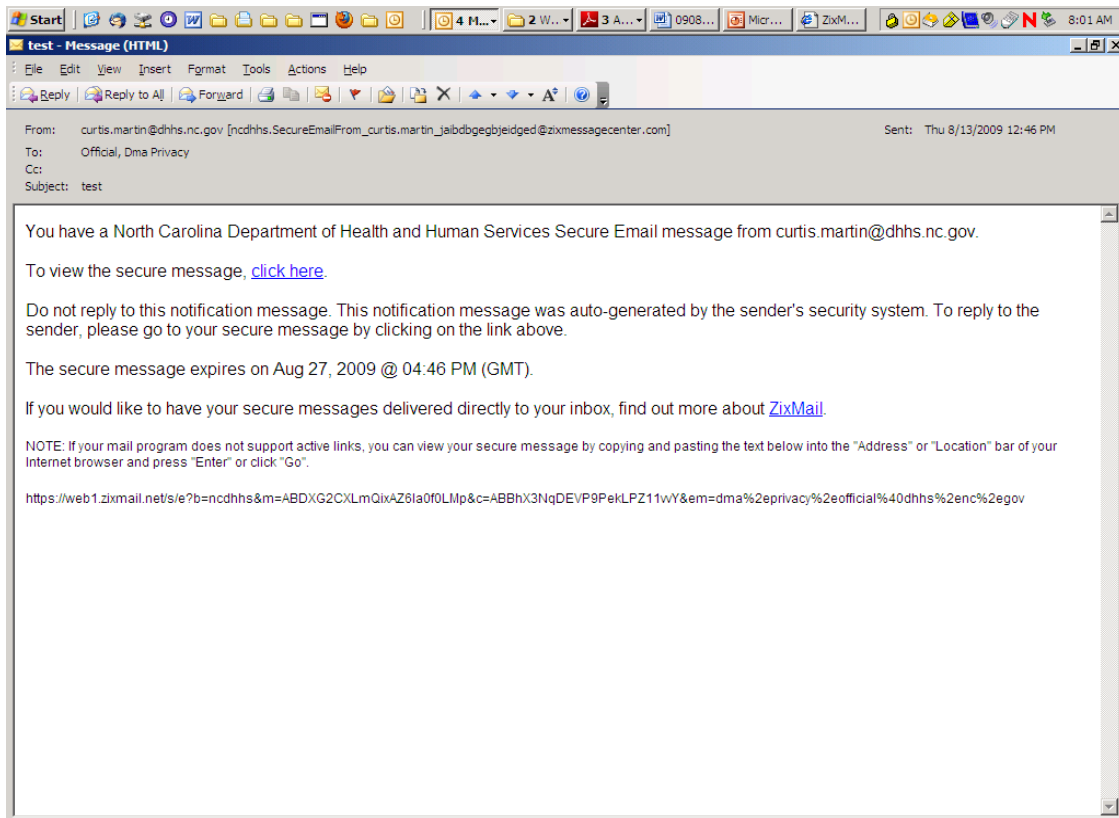 Start 4 M... 2 W... 3 A... 0908... Micr... ZixM... 8:01 AM
test - Message (HTML)
File Edit View Insert Format Tools Actions Help
Reply Reply to All Forward
From: curtis.martin@dhhs.nc.gov [ncdhhs.SecureEmailFrom_curtis.martin_jaibdbgegbjeidged@zixmessagecenter.com] Sent: Thu 8/13/2009 12:46 PM
To: Official, Dma Privacy
Cc:
Subject: test
You have a North Carolina Department of Health and Human Services Secure Email message from curtis.martin@dhhs.nc.gov.
To view the secure message, click here.
Do not reply to this notification message. This notification message was auto-generated by the sender's security system. To reply to the
sender, please go to your secure message by clicking on the link above.
The secure message expires on Aug 27, 2009 @ 04:46 PM (GMT).
If you would like to have your secure messages delivered directly to your inbox, find out more about ZixMail.
NOTE: If your mail program does not support active links, you can view your secure message by copying and pasting the text below into the "Address" or "Location" bar of your
Internet browser and press "Enter" or click "Go".
https://web1.zixmail.net/s/e?b=ncdhhs&m=ABDXG2CXLmQixAZ6Ia0f0LMp&c=ABBhX3NqDEVP9PekLPZ11vvY&em=dma%2eprivacy%2eofficial%40dhhs%2enc%2egov